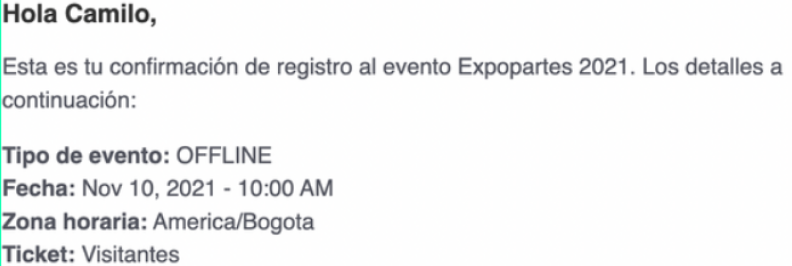 Hola Camilo,
Esta es tu confirmación de registro al evento Expopartes 2021. Los detalles a
continuación:
Tipo de evento: OFFLINE
Fecha: Nov 10, 2021 - 10:00 AM
Zona horaria: America/Bogota
Ticket: Visitantes